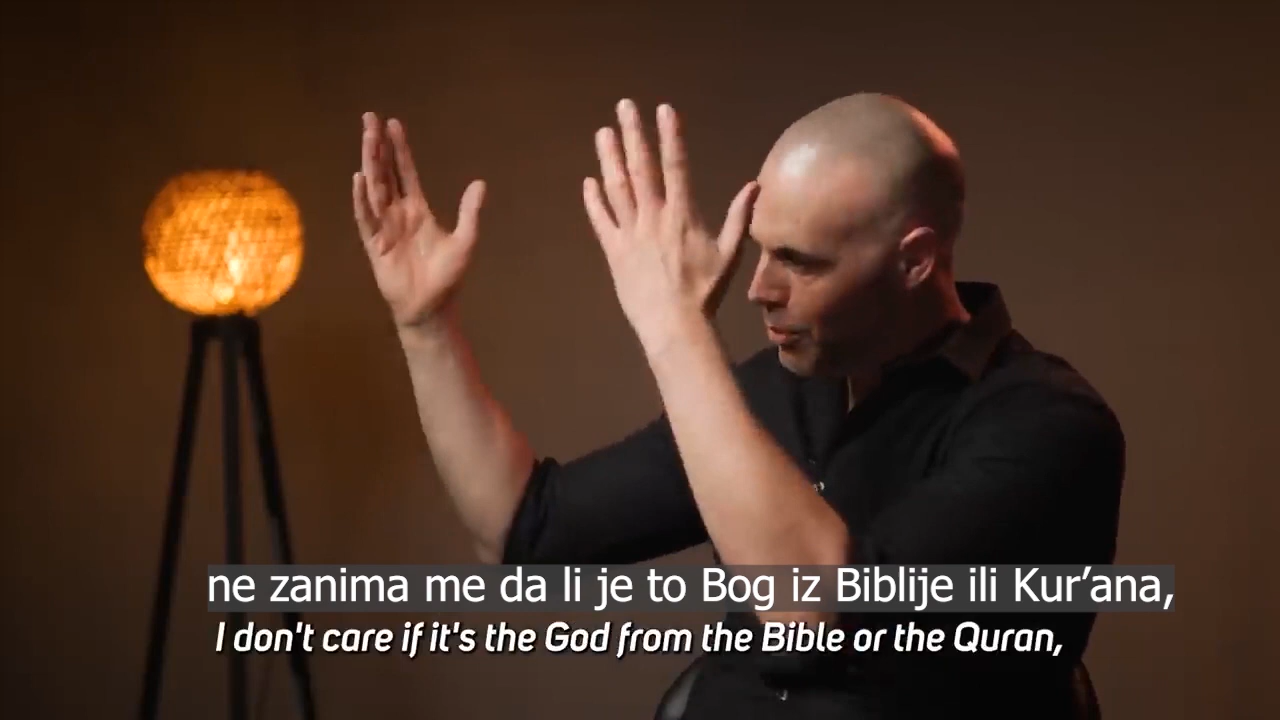 ne zanima me da li je to Bog iz Biblije ili Kur’ana,
I don't care if it's the God from the Bible or the Quran,